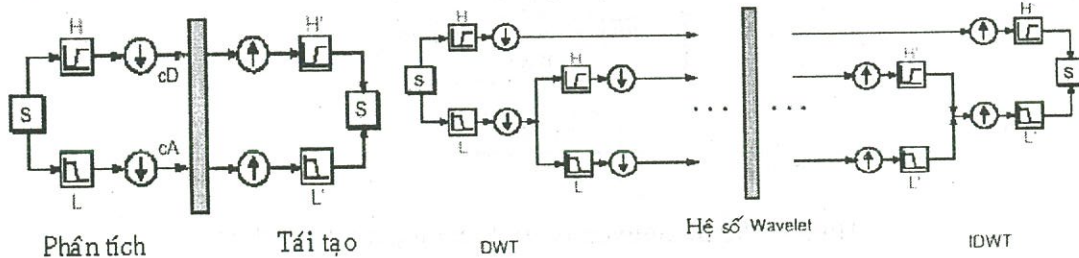 H
H'
cD
S
S
cA
L
L'
Phân tích
Tái tạo
H
H
S
L
L
DWT
. . .
. . .
Hệ số Wavelet
H'
H'
S
L'
L'
IDWT